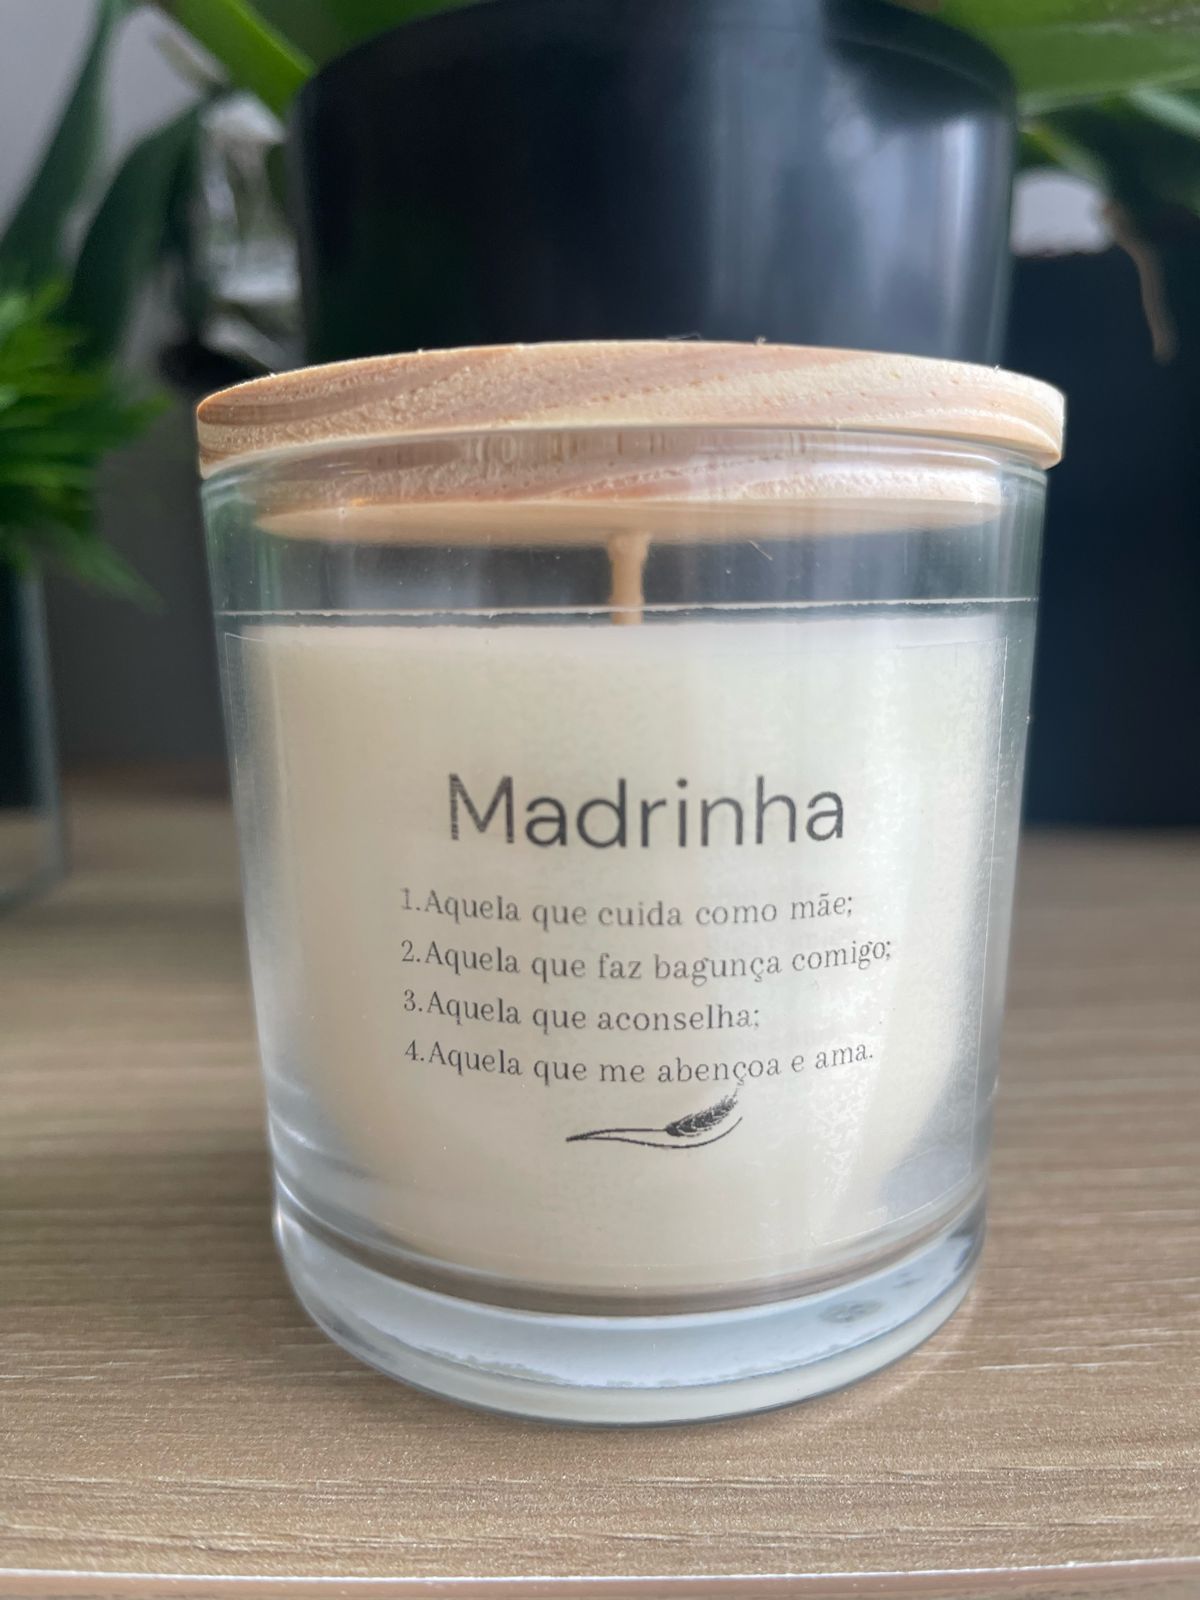 Madrinha
1.Aquela que cuida como mãe;
2.Aquela que faz bagunça comigo;
3.Aquela que aconselha;
4.Aquela que me abençoa e ama.